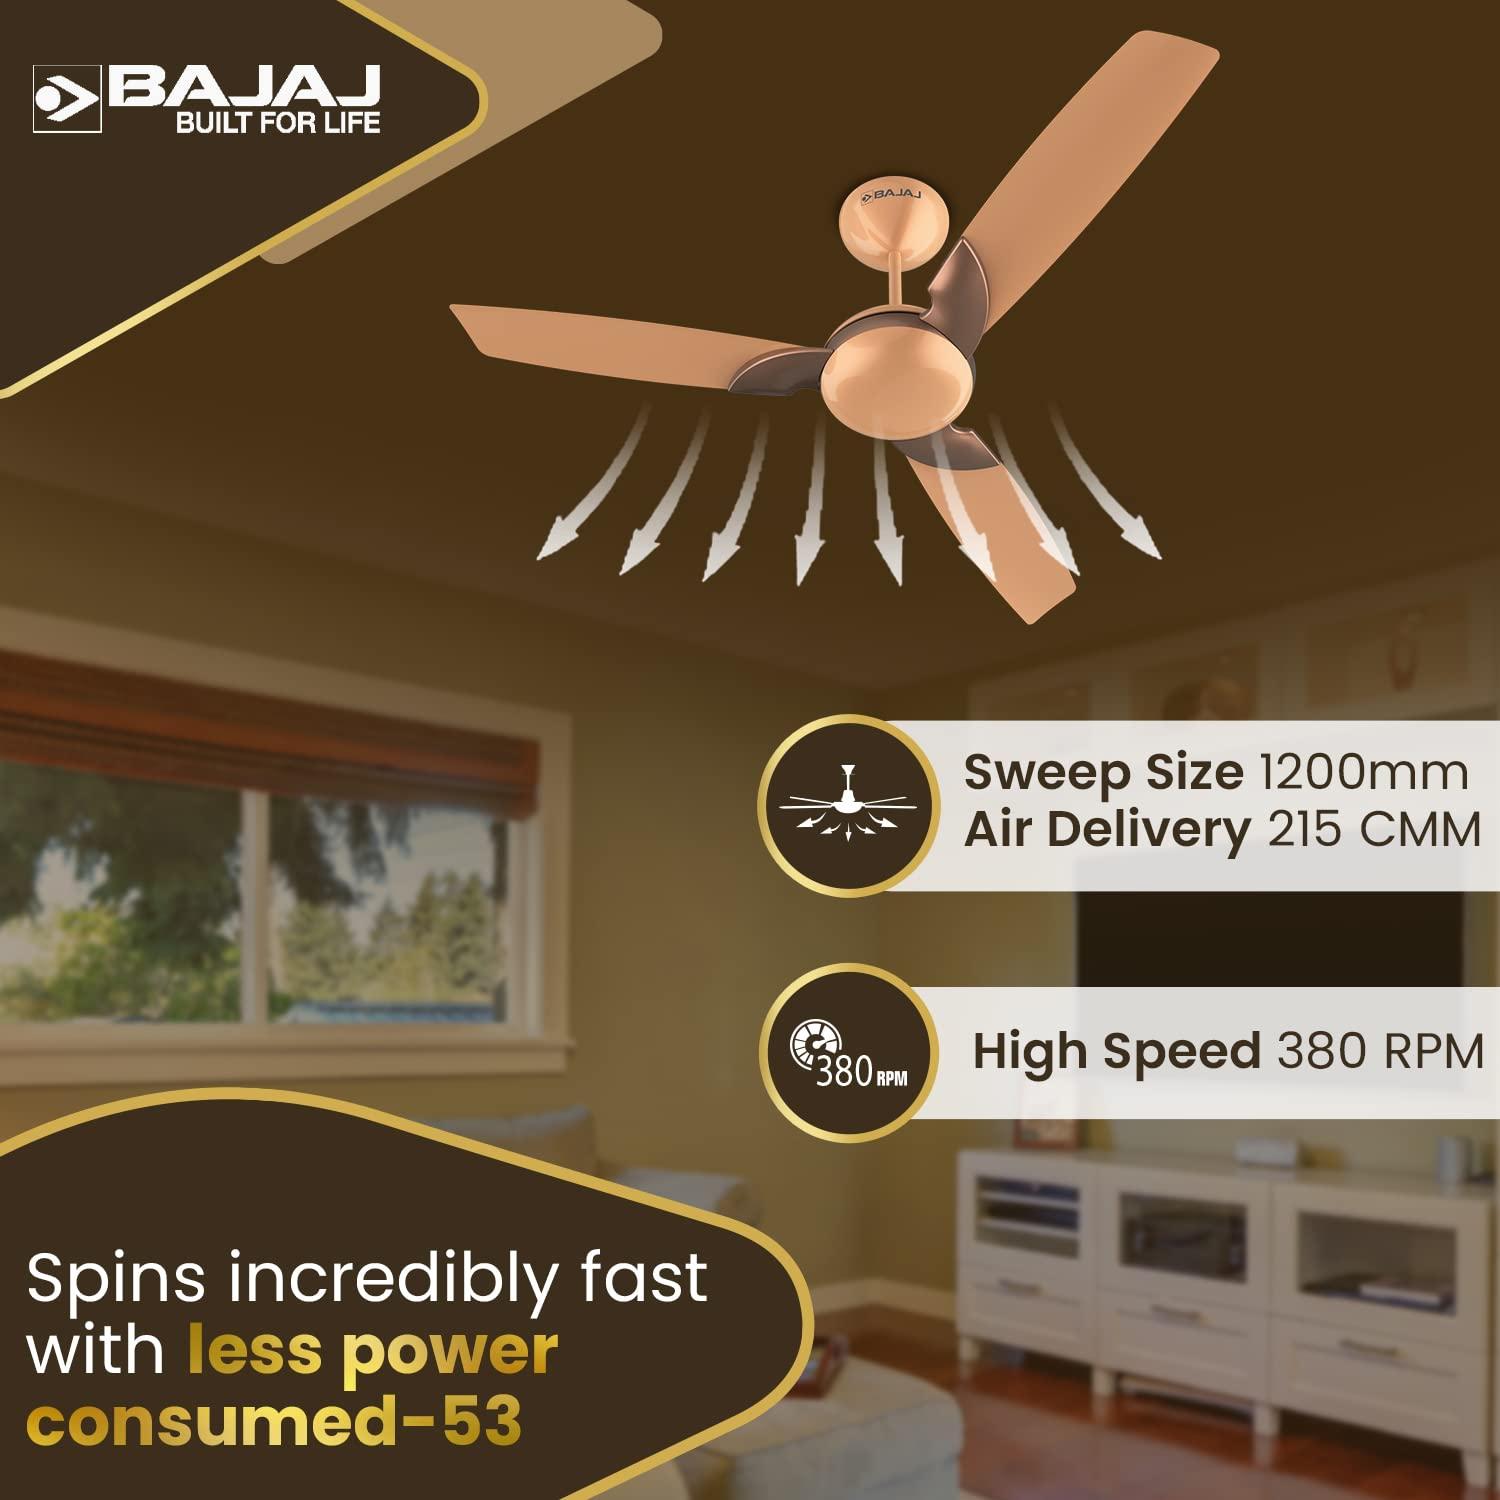 BAJAJ
BUILT FOR LIFE
BAJAJ
Sweep Size 1200mm
Air Delivery 215 CMM
380 RPM
High Speed 380 RPM
Spins incredibly fast
with less power
consumed-53